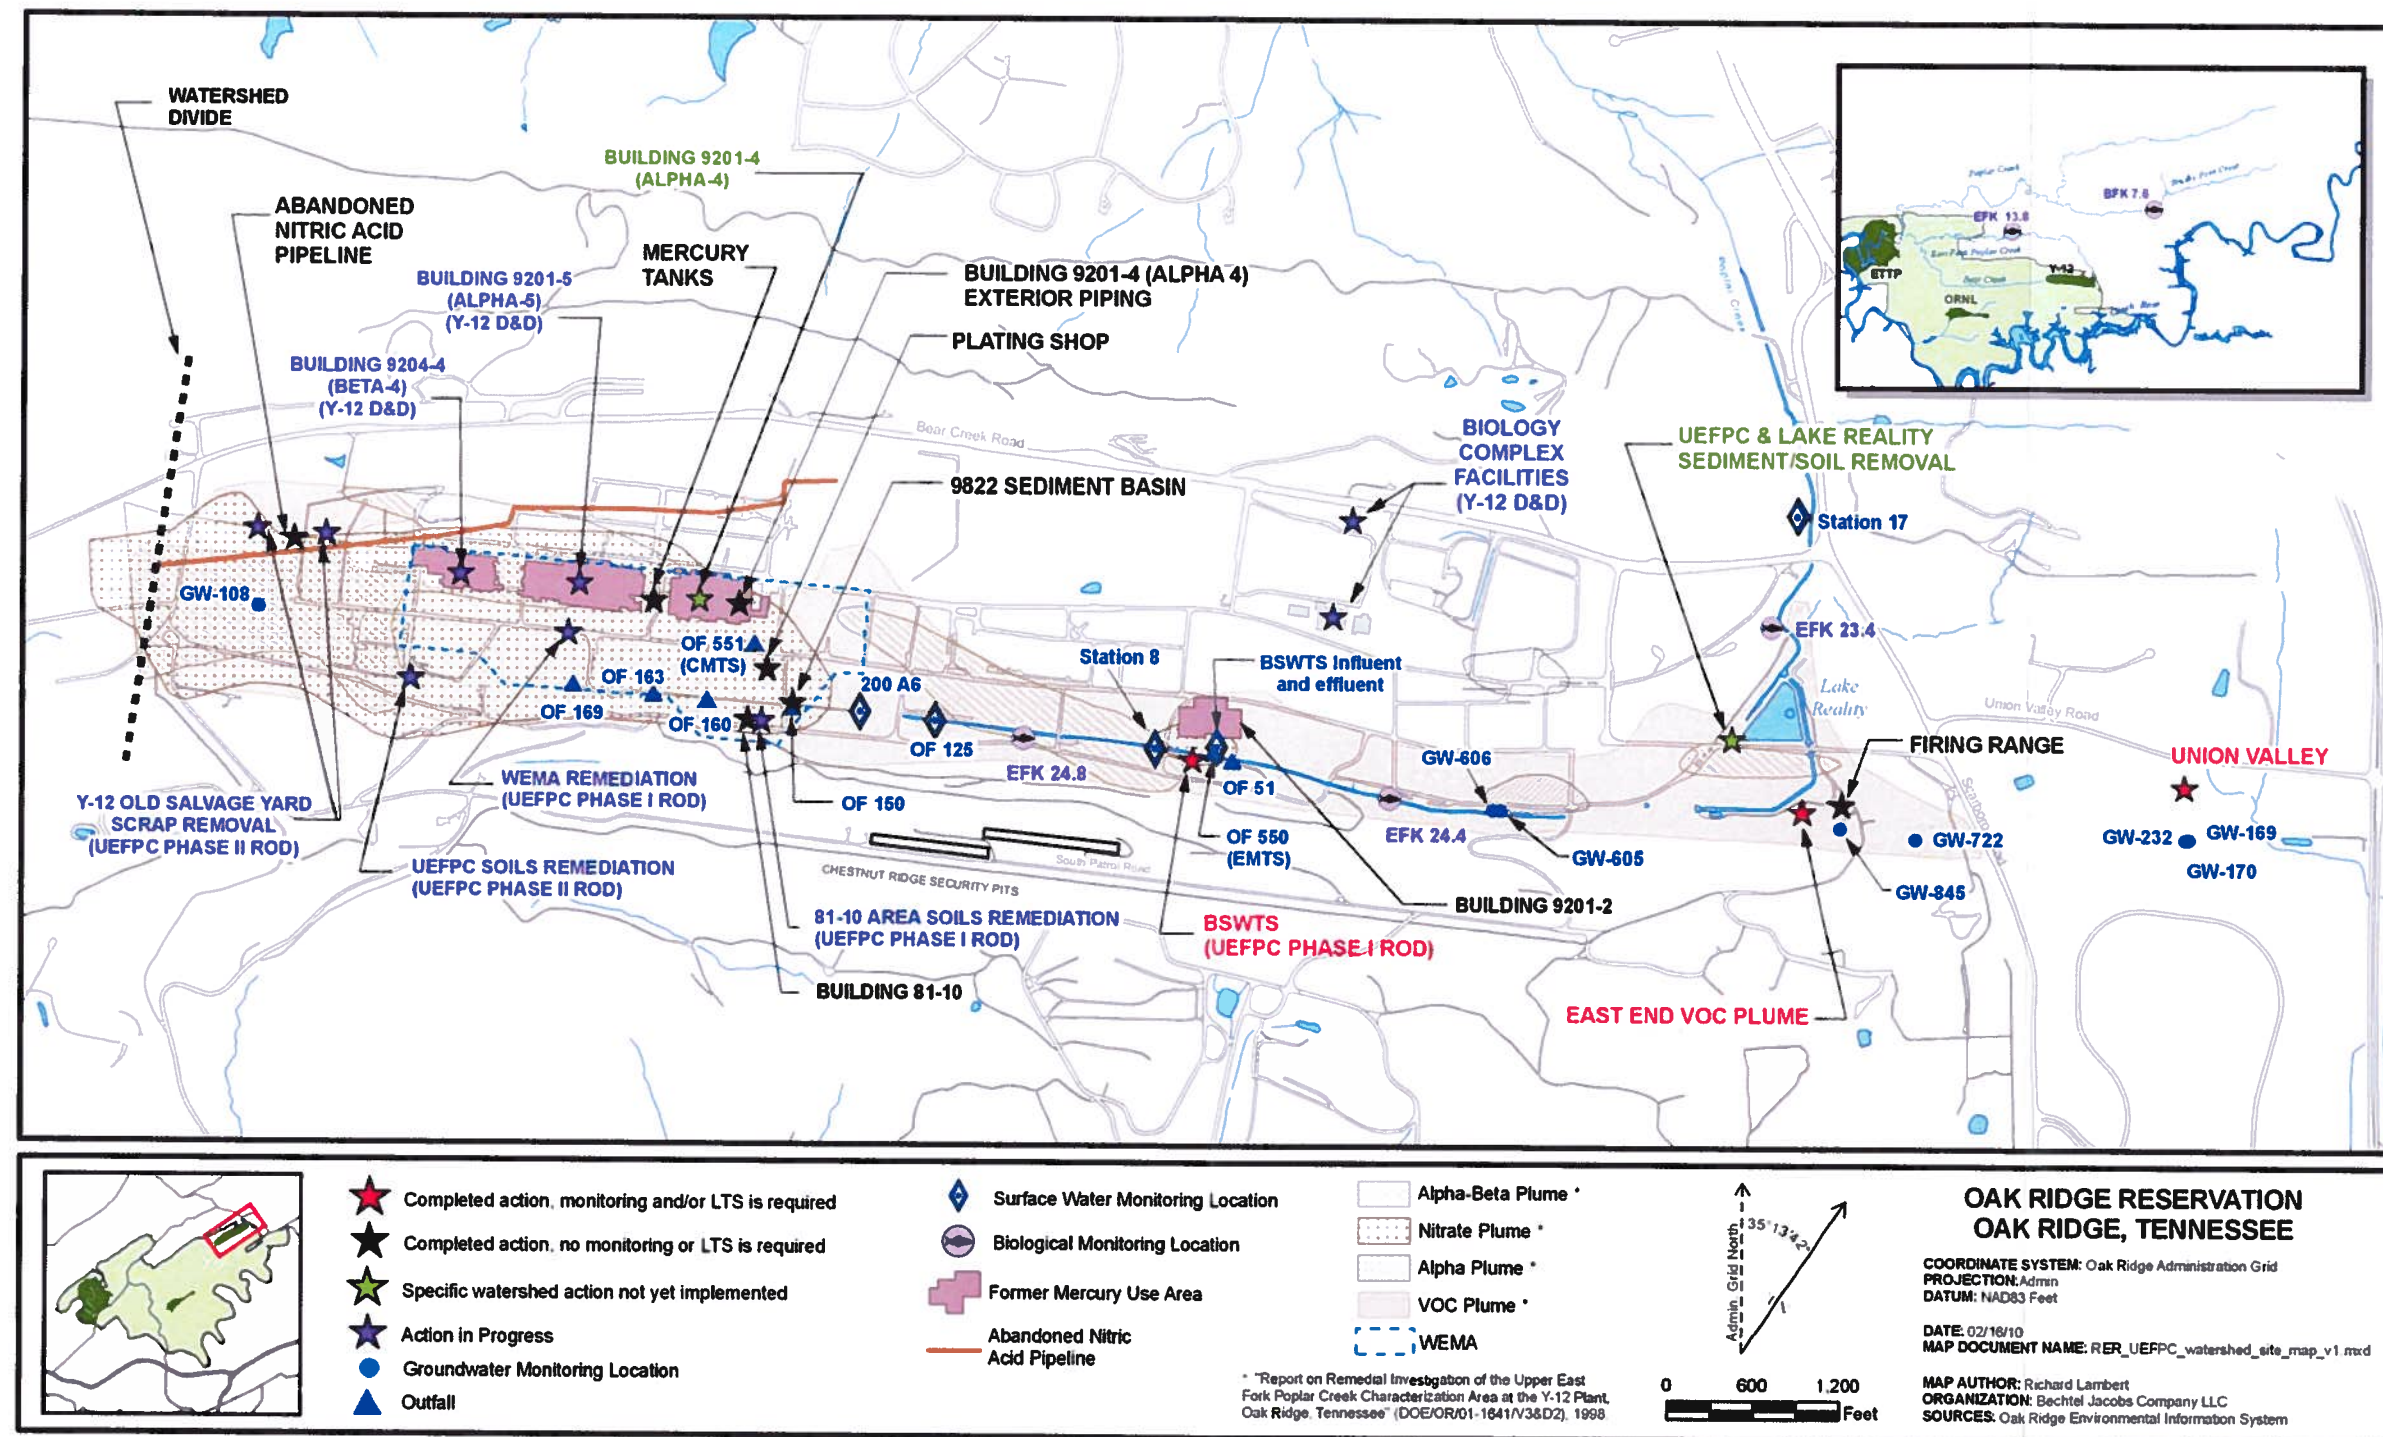 WATERSHED
DIVIDE
ABANDONED
NITRIC ACID
PIPELINE
BUILDING 9201-4
(ALPHA-4)
BUILDING 9201-5
(ALPHA-5)
(Y-12 D&D)
BUILDING 9204-4
(BETA-4)
(Y-12 D&D)
MERCURY
TANKS
BUILDING 9201-4 (ALPHA 4)
EXTERIOR PIPING
PLATING SHOP
Bear Creek Road
9822 SEDIMENT BASIN
BIOLOGY
COMPLEX
FACILITIES
(Y-12 D&D)
UEFPC & LAKE REALITY
SEDIMENT/SOIL REMOVAL
Station 17
Poplar Creek
BFK 7.6
EFK 13.8
East Fork Poplar Creek
Bear Creek
ETTP
Y-12
ORNL
GW-108
OF 551
(CMTS)
OF 163
OF 169
OF 160
200 A6
OF 125
Station 8
BSWTS Influent
and effluent
EFK 23.4
Lake
Reality
Union Valley Road
EFK 24.8
OF 51
GW-606
FIRING RANGE
UNION VALLEY
WEMA REMEDIATION
(UEFPC PHASE I ROD)
OF 150
Y-12 OLD SALVAGE YARD
SCRAP REMOVAL
(UEFPC PHASE II ROD)
OF 550
(EMTS)
EFK 24.4
GW-605
GW-722
GW-232
GW-169
GW-170
GW-845
UEFPC SOILS REMEDIATION
(UEFPC PHASE II ROD)
South Patrol Road
CHESTNUT RIDGE SECURITY PITS
BUILDING 9201-2
81-10 AREA SOILS REMEDIATION
(UEFPC PHASE I ROD)
BSWTS
(UEFPC PHASE I ROD)
BUILDING 81-10
EAST END VOC PLUME
Completed action, monitoring and/or LTS is required
Completed action, no monitoring or LTS is required
Specific watershed action not yet implemented
Action in Progress
Groundwater Monitoring Location
Outfall
Surface Water Monitoring Location
Biological Monitoring Location
Former Mercury Use Area
Abandoned Nitric
Acid Pipeline
Alpha-Beta Plume *
Nitrate Plume *
Alpha Plume *
VOC Plume *
WEMA
* "Report on Remedial Investigation of the Upper East
Fork Poplar Creek Characterization Area at the Y-12 Plant,
Oak Ridge, Tennessee" (DOE/OR/01-1641/V3&D2), 1998
Admin. Grid North
35°13'42"
0 600 1,200
Feet
OAK RIDGE RESERVATION
OAK RIDGE, TENNESSEE
COORDINATE SYSTEM: Oak Ridge Administration Grid
PROJECTION: Admin
DATUM: NAD83 Feet
DATE: 02/16/10
MAP DOCUMENT NAME: RER_UEFPC_watershed_site_map_v1.mxd
MAP AUTHOR: Richard Lambert
ORGANIZATION: Bechtel Jacobs Company LLC
SOURCES: Oak Ridge Environmental Information System